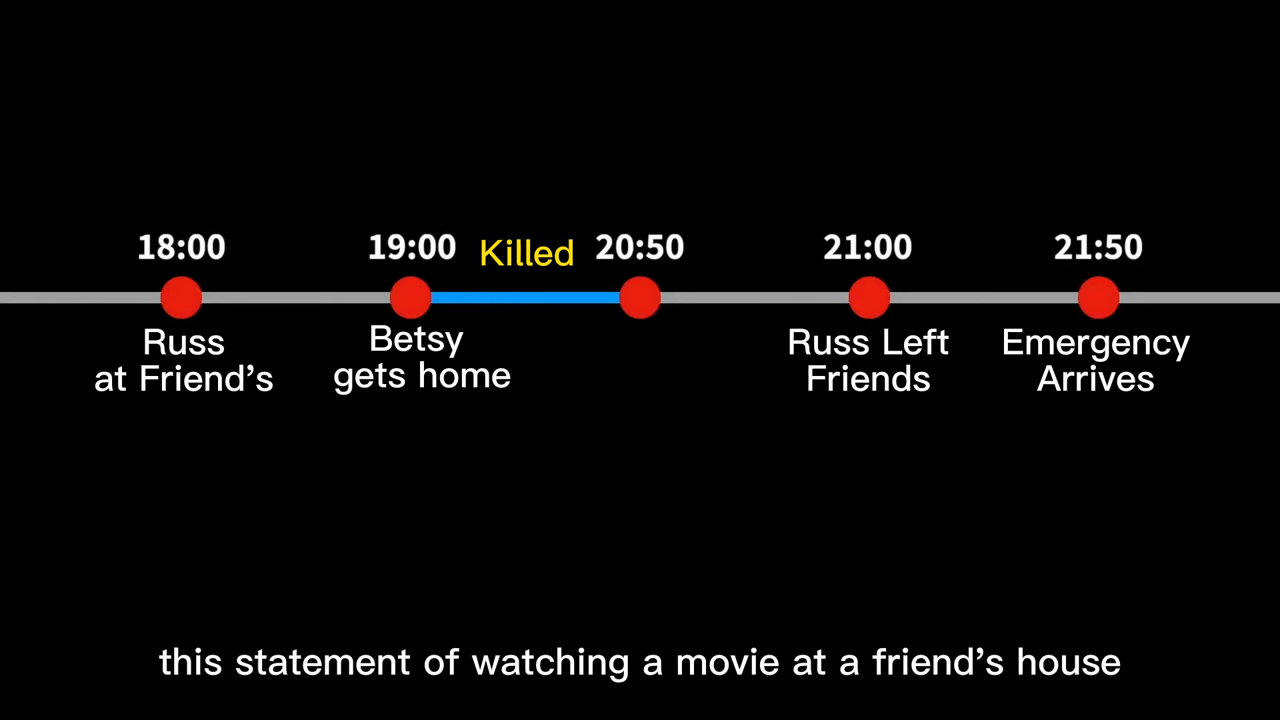 18:00 19:00 Killed 20:50 21:00 21:50
Russ
at Friend's
Betsy
gets home
Russ Left
Friends
Emergency
Arrives
this statement of watching a movie at a friend's house